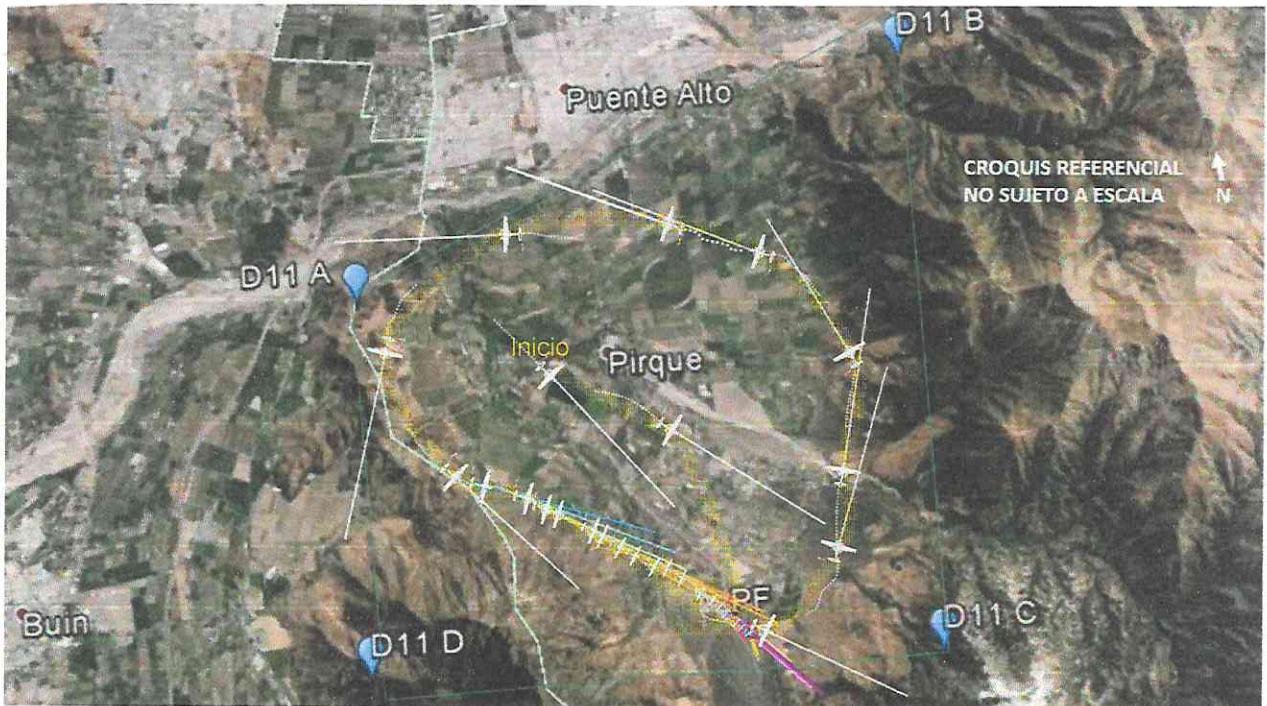 D11 B
Puente Alto
CROQUIS REFERENCIAL
NO SUJETO A ESCALA
N
D11 A
Inicio
Pirque
PF
Buin
D11 D
D11 C